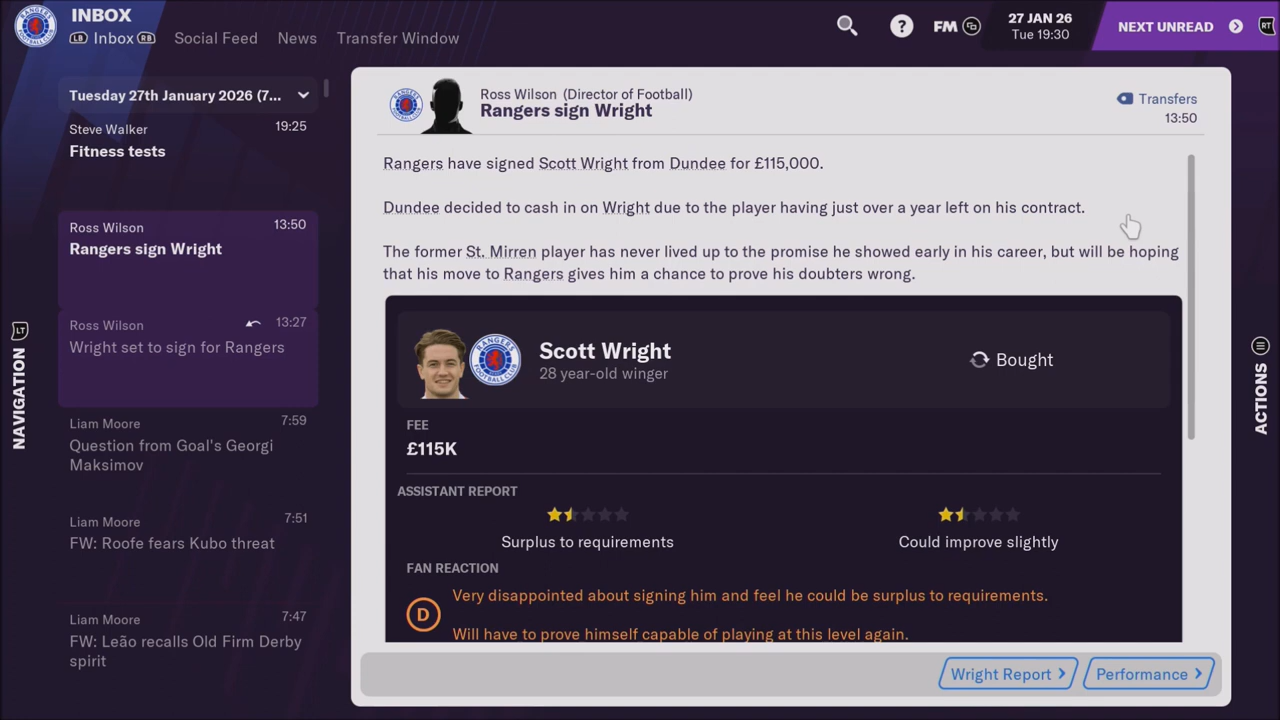 INBOX
LB Inbox RB
Social Feed
News
Transfer Window
?
FM
27 JAN 26
Tue 19:30
NEXT UNREAD
RT
Tuesday 27th January 2026 (7...
Steve Walker
19:25
Fitness tests
Ross Wilson
13:50
Rangers sign Wright
Ross Wilson
13:27
Wright set to sign for Rangers
Liam Moore
7:59
Question from Goal's Georgi
Maksimov
Liam Moore
7:51
FW: Roofe fears Kubo threat
Liam Moore
7:47
FW: Leão recalls Old Firm Derby
spirit
LT
NAVIGATION
Ross Wilson (Director of Football)
Rangers sign Wright
Transfers
13:50
Rangers have signed Scott Wright from Dundee for £115,000.
Dundee decided to cash in on Wright due to the player having just over a year left on his contract.
The former St. Mirren player has never lived up to the promise he showed early in his career, but will be hoping
that his move to Rangers gives him a chance to prove his doubters wrong.
RANGERS FOOTBALL CLUB
Scott Wright
28 year-old winger
Bought
FEE
£115K
ASSISTANT REPORT
Surplus to requirements
Could improve slightly
FAN REACTION
D
Very disappointed about signing him and feel he could be surplus to requirements.
Will have to prove himself capable of playing at this level again.
Wright Report
Performance
ACTIONS